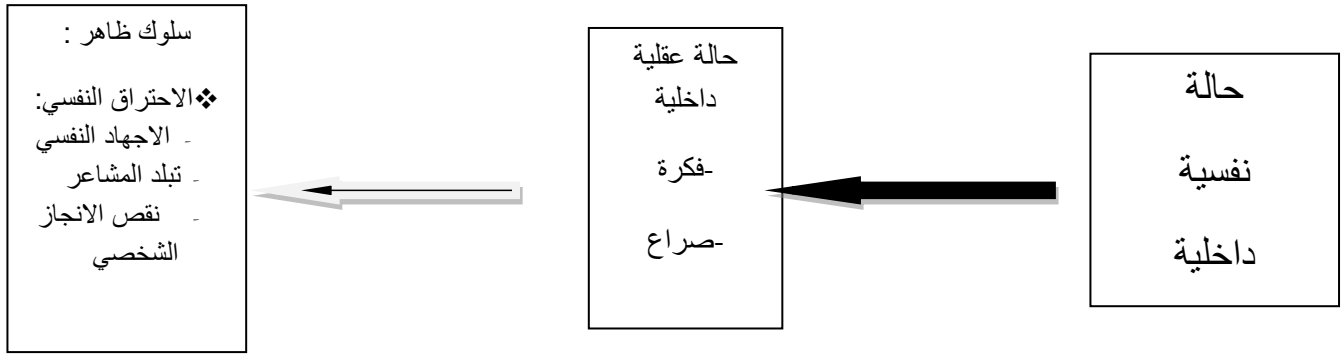 حالة
نفسية
داخلية
حالة عقلية
داخلية
-فكرة
-صراع
سلوك ظاهر :
❖الاحتراق النفسي:
- الاجهاد النفسي
- تبلد المشاعر
- نقص الانجاز
الشخصي